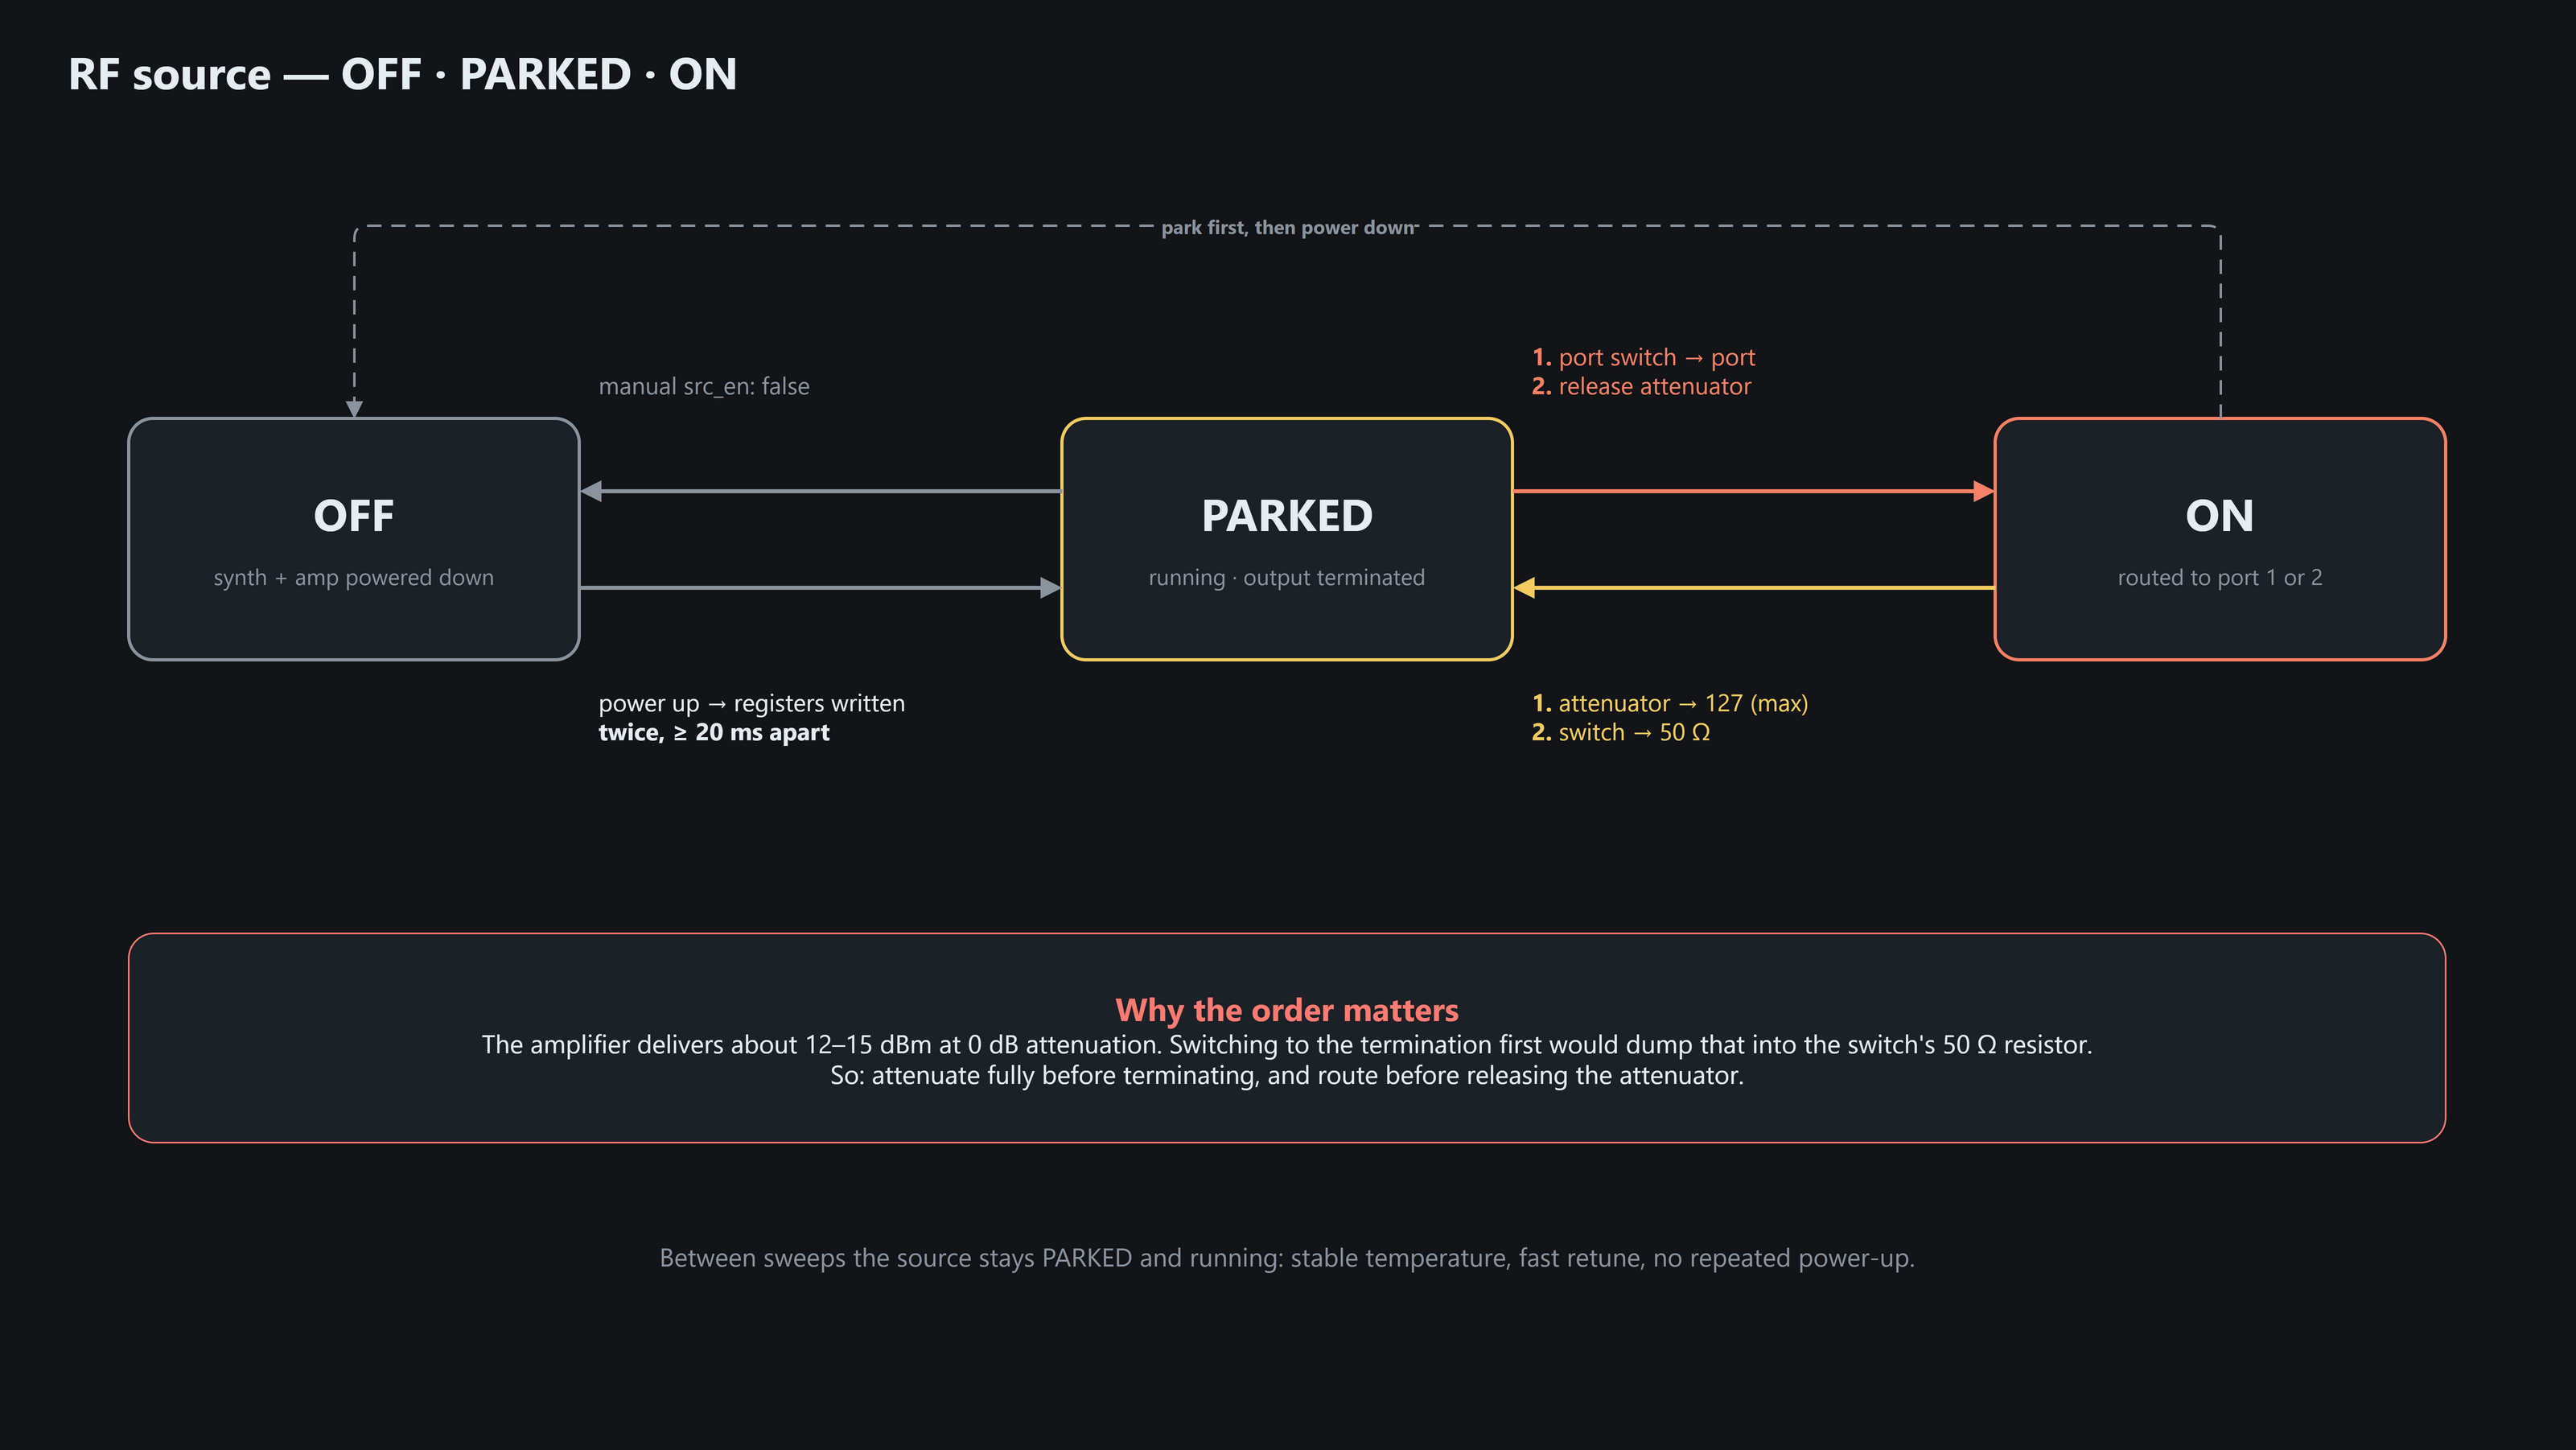 RF source — OFF · PARKED · ON
park first, then power down
manual src_en: false
1. port switch → port
2. release attenuator
OFF
synth + amp powered down
PARKED
running · output terminated
ON
routed to port 1 or 2
power up → registers written
twice, ≥ 20 ms apart
1. attenuator → 127 (max)
2. switch → 50 Ω
Why the order matters
The amplifier delivers about 12–15 dBm at 0 dB attenuation. Switching to the termination first would dump that into the switch's 50 Ω resistor.
So: attenuate fully before terminating, and route before releasing the attenuator.
Between sweeps the source stays PARKED and running: stable temperature, fast retune, no repeated power-up.